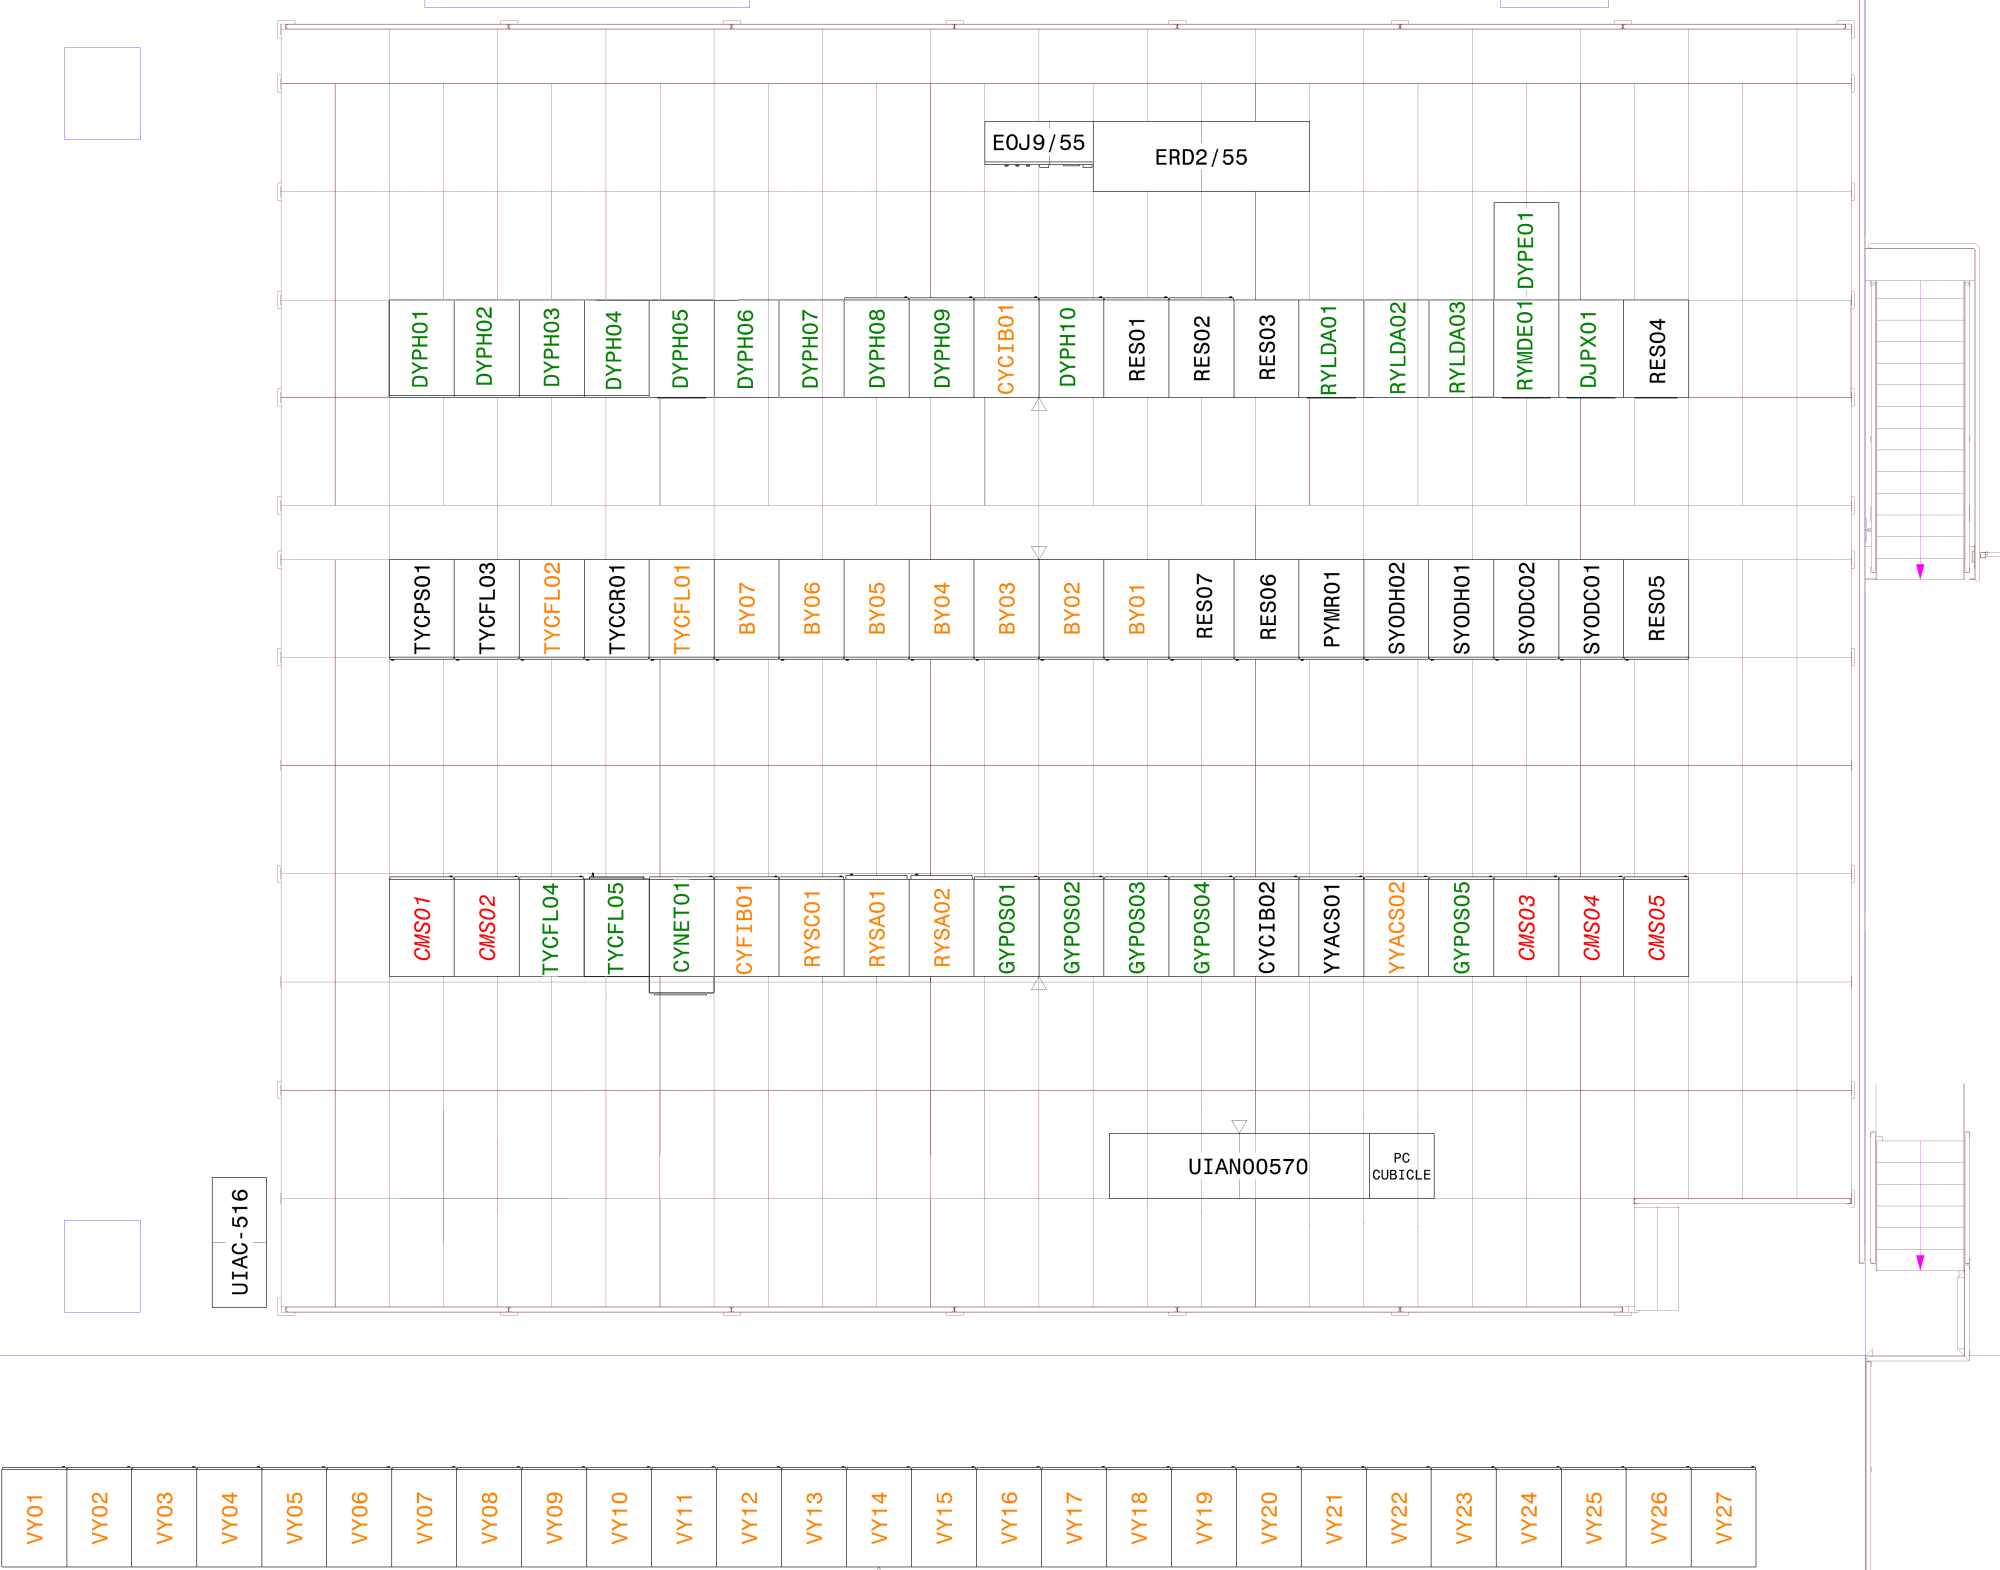 EOJ9/55
ERD2/55
DYPE01
DYPH01
DYPH02
DYPH03
DYPH04
DYPH05
DYPH06
DYPH07
DYPH08
DYPH09
CYCIB01
DYPH10
RES01
RES02
RES03
RYLDA01
RYLDA02
RYLDA03
RYMDE01
DJPX01
RES04
TYCPS01
TYCFL03
TYCFL02
TYCCR01
TYCFL01
BY07
BY06
BY05
BY04
BY03
BY02
BY01
RES07
RES06
PYMR01
SYODH02
SYODH01
SYODC02
SYODC01
RES05
CMS01
CMS02
TYCFL04
TYCFL05
CYNET01
CYFIB01
RYSC01
RYSA01
RYSA02
GYPOS01
GYPOS02
GYPOS03
GYPOS04
CYCIB02
YYACS01
YYACS02
GYPOS05
CMS03
CMS04
CMS05
UIAN00570
PC
CUBICLE
UIAC-516
VY01
VY02
VY03
VY04
VY05
VY06
VY07
VY08
VY09
VY10
VY11
VY12
VY13
VY14
VY15
VY16
VY17
VY18
VY19
VY20
VY21
VY22
VY23
VY24
VY25
VY26
VY27